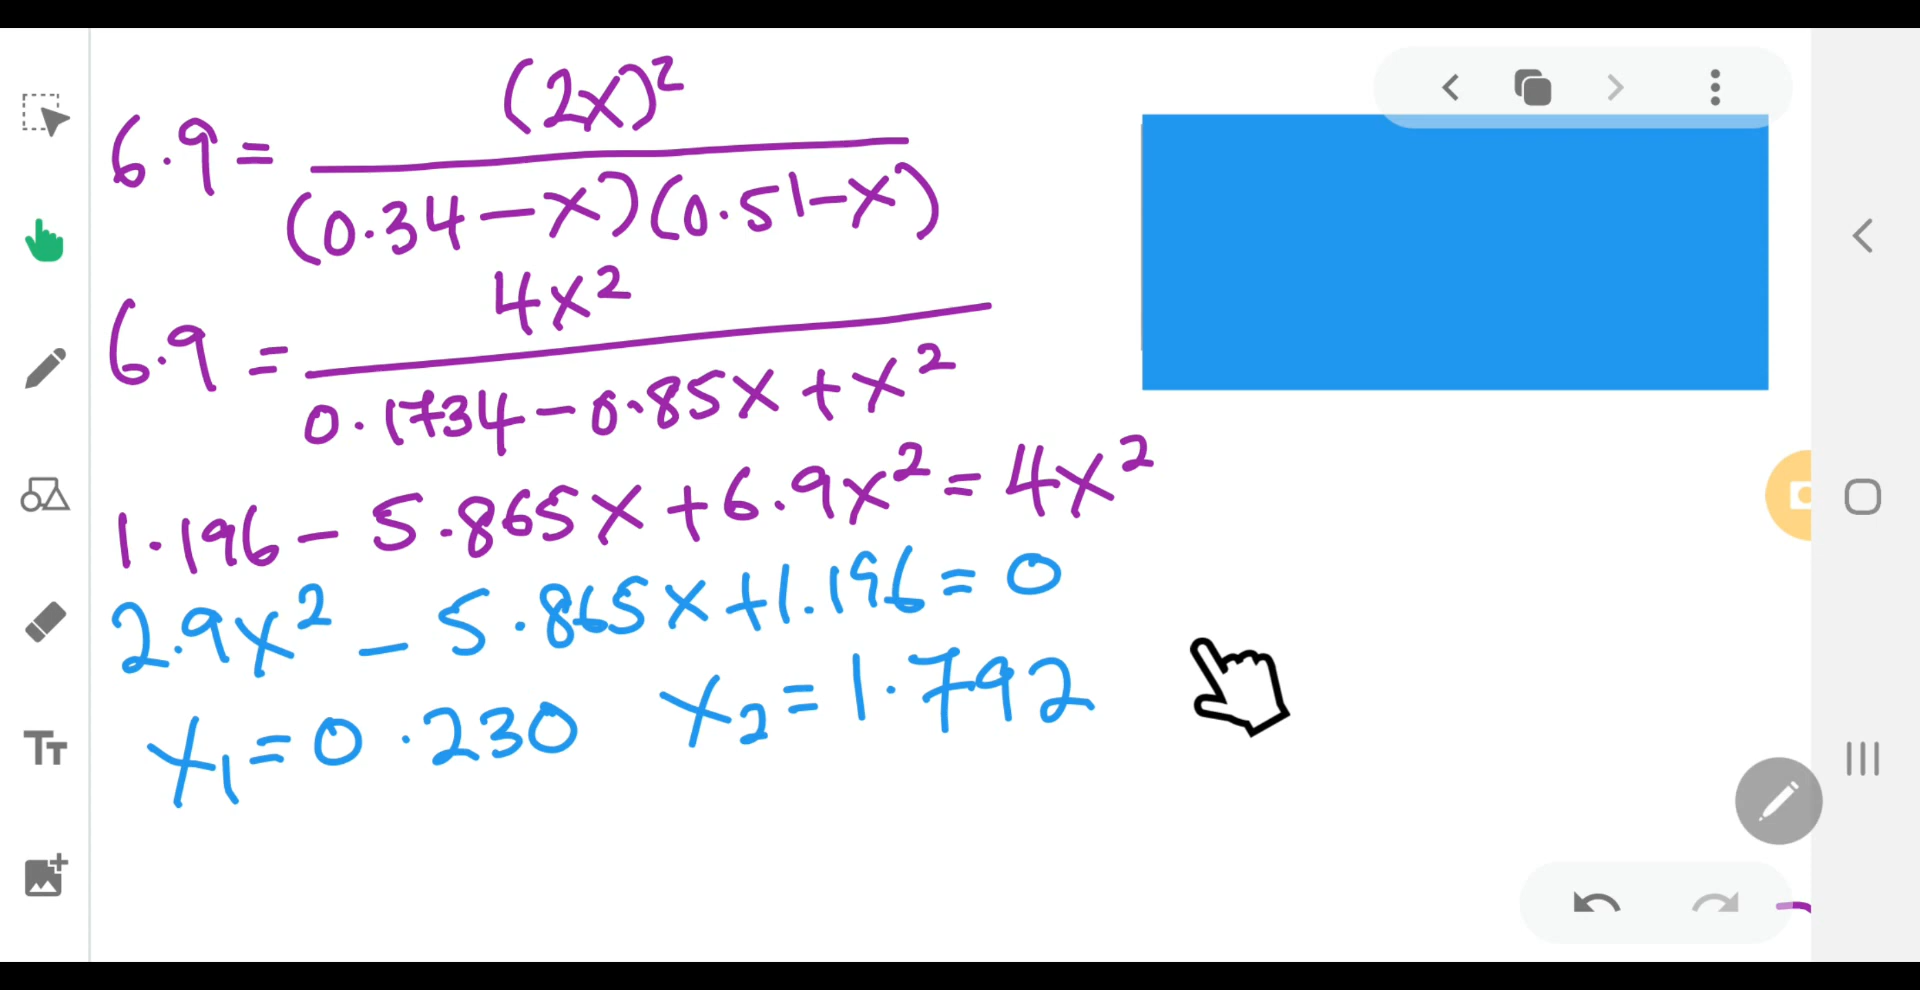 6.9 = (2x)² / (0.34 - x)(0.51 - x)
6.9 = 4x² / 0.1734 - 0.85x + x²
1.196 - 5.865x + 6.9x² = 4x²
2.9x² - 5.865x + 1.196 = 0
x₁ = 0.230 x₂ = 1.792
TT